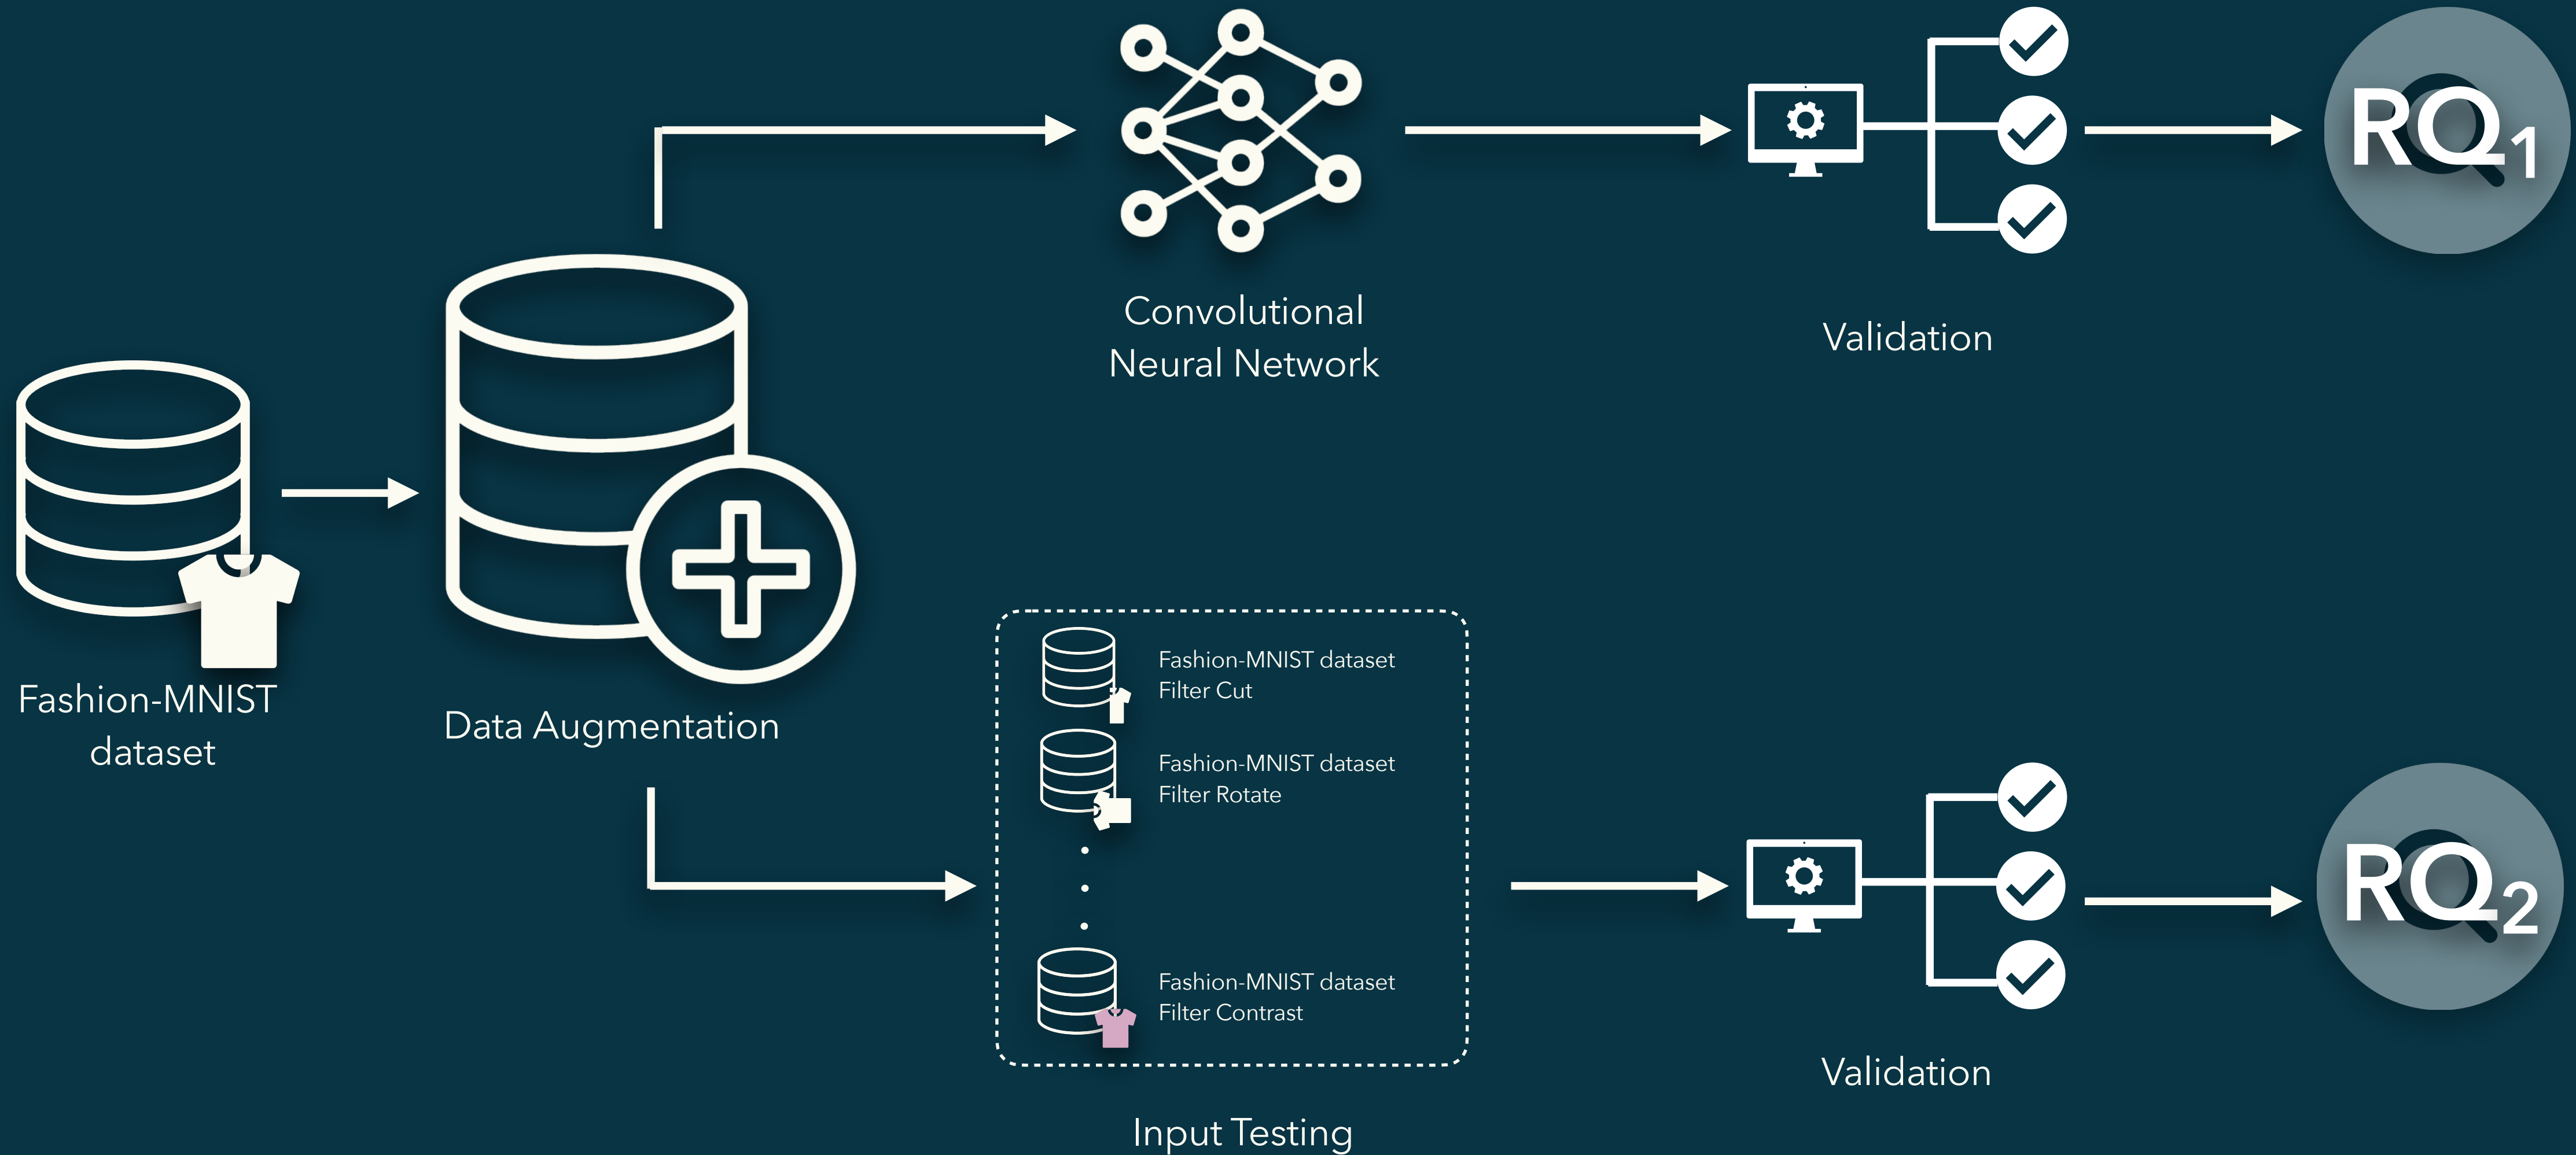 RQ1
Convolutional
Neural Network
Validation
Fashion-MNIST
dataset
Data Augmentation
Fashion-MNIST dataset
Filter Cut
Fashion-MNIST dataset
Filter Rotate
Fashion-MNIST dataset
Filter Contrast
Input Testing
Validation
RQ2